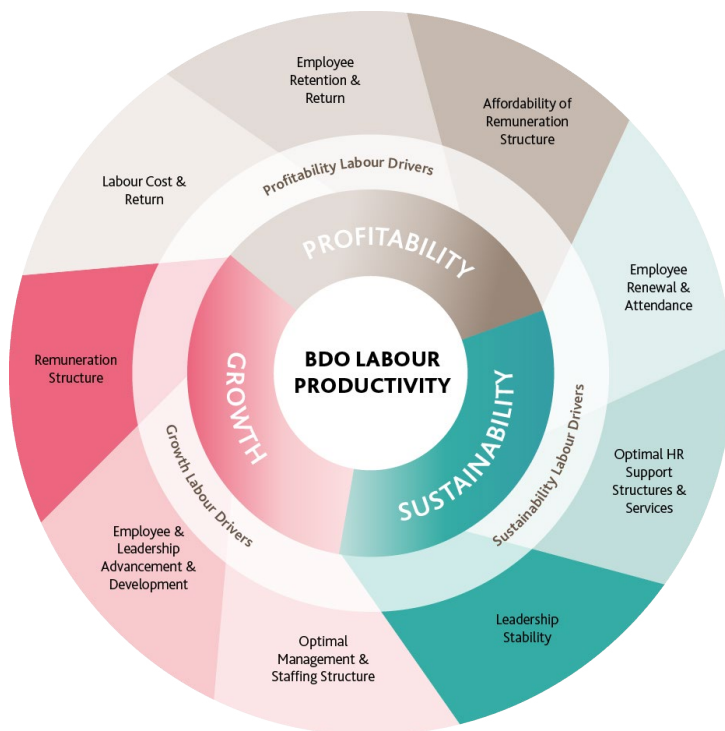 Employee
Retention &
Return
Affordability of
Remuneration
Structure
Labour Cost &
Return
Profitability Labour Drivers
PROFITABILITY
Employee
Renewal &
Attendance
Remuneration
Structure
GROWTH
BDO LABOUR
PRODUCTIVITY
SUSTAINABILITY
Growth Labour Drivers
Sustainability Labour Drivers
Optimal HR
Support
Structures &
Services
Employee &
Leadership
Advancement &
Development
Leadership
Stability
Optimal
Management &
Staffing Structure